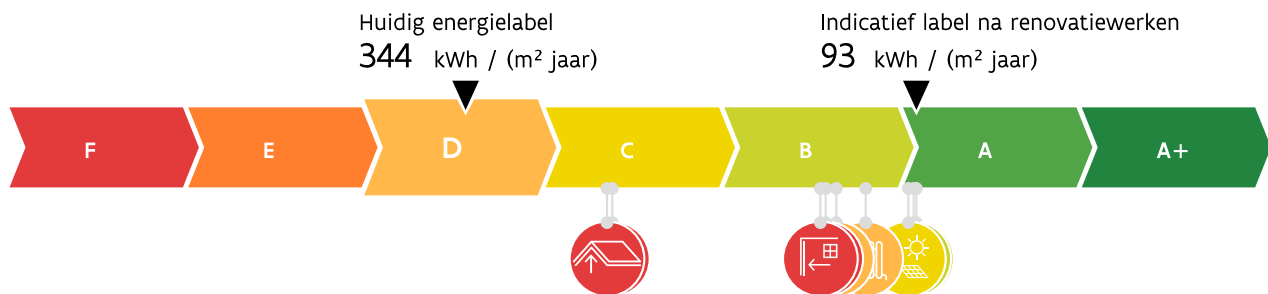 Huidig energielabel
344 kWh / (m² jaar)
Indicatief label na renovatiewerken
93 kWh / (m² jaar)
F E D C B A A+